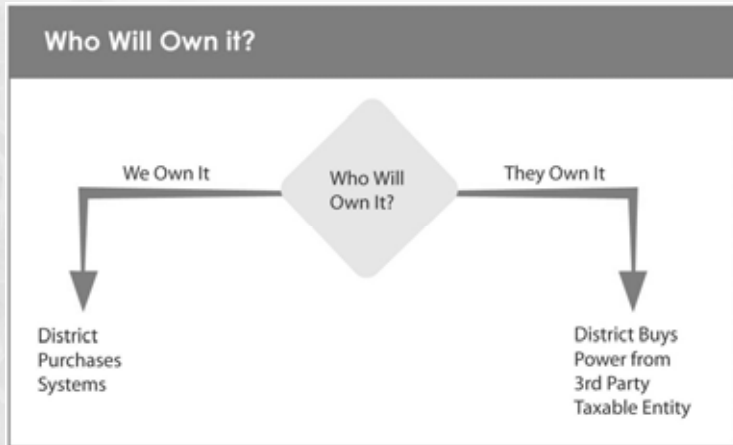 Who Will Own it?
We Own It
Who Will
Own It?
They Own It
District
Purchases
Systems
District Buys
Power from
3rd Party
Taxable Entity